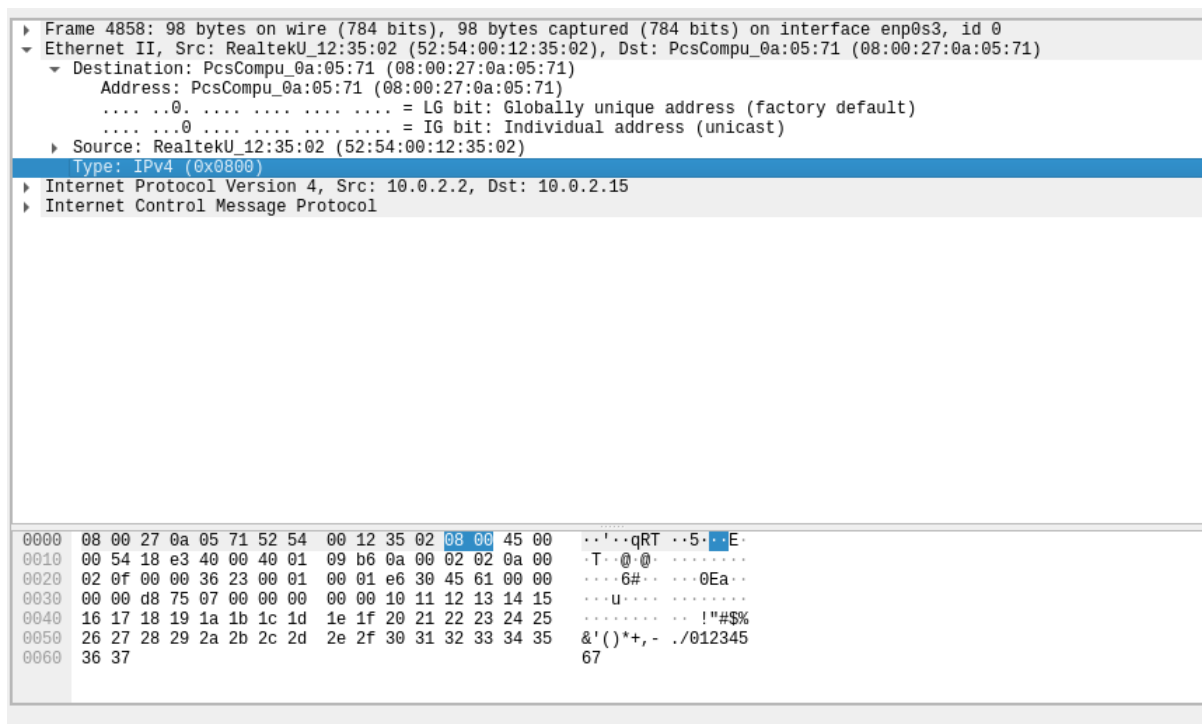 Frame 4858: 98 bytes on wire (784 bits), 98 bytes captured (784 bits) on interface enp0s3, id 0
Ethernet II, Src: RealtekU_12:35:02 (52:54:00:12:35:02), Dst: PcsCompu_0a:05:71 (08:00:27:0a:05:71)
Destination: PcsCompu_0a:05:71 (08:00:27:0a:05:71)
Address: PcsCompu_0a:05:71 (08:00:27:0a:05:71)
.... ..0. .... .... .... .... = LG bit: Globally unique address (factory default)
.... ...0 .... .... .... .... = IG bit: Individual address (unicast)
Source: RealtekU_12:35:02 (52:54:00:12:35:02)
Type: IPv4 (0x0800)
Internet Protocol Version 4, Src: 10.0.2.2, Dst: 10.0.2.15
Internet Control Message Protocol
0000 08 00 27 0a 05 71 52 54 00 12 35 02 08 00 45 00 ··'··qRT ··5···E·
0010 00 54 18 e3 40 00 40 01 09 b6 0a 00 02 02 0a 00 ·T··@·@· ········
0020 02 0f 00 00 36 23 00 01 00 01 e6 30 45 61 00 00 ····6#·· ···0Ea··
0030 00 00 d8 75 07 00 00 00 00 00 10 11 12 13 14 15 ···u···· ········
0040 16 17 18 19 1a 1b 1c 1d 1e 1f 20 21 22 23 24 25 ········ ·· !"#$%
0050 26 27 28 29 2a 2b 2c 2d 2e 2f 30 31 32 33 34 35 &'()*+,- ./012345
0060 36 37 67